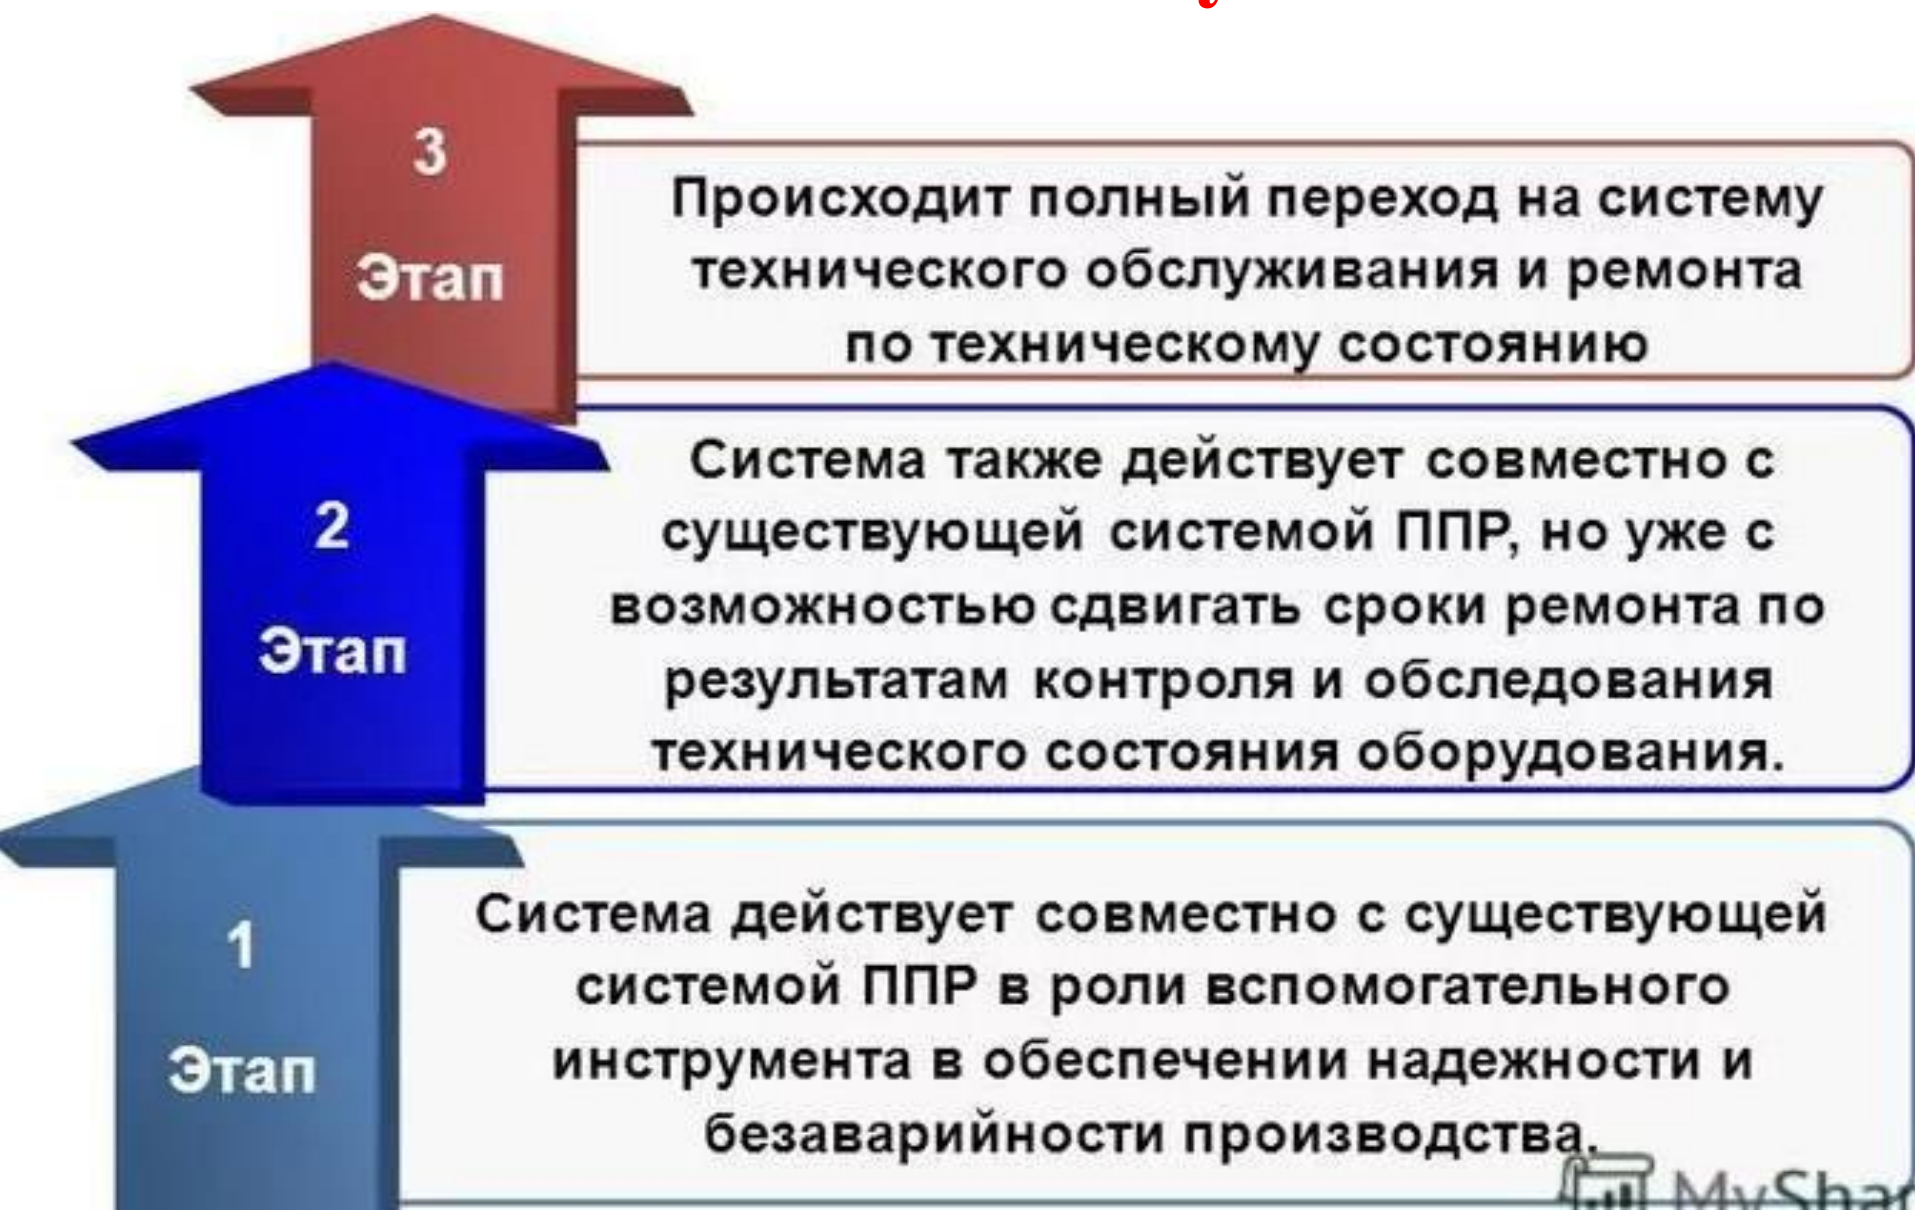 3
Этап
Происходит полный переход на систему
технического обслуживания и ремонта
по техническому состоянию
2
Этап
Система также действует совместно с
существующей системой ППР, но уже с
возможностью сдвигать сроки ремонта по
результатам контроля и обследования
технического состояния оборудования.
1
Этап
Система действует совместно с существующей
системой ППР в роли вспомогательного
инструмента в обеспечении надежности и
безаварийности производства.